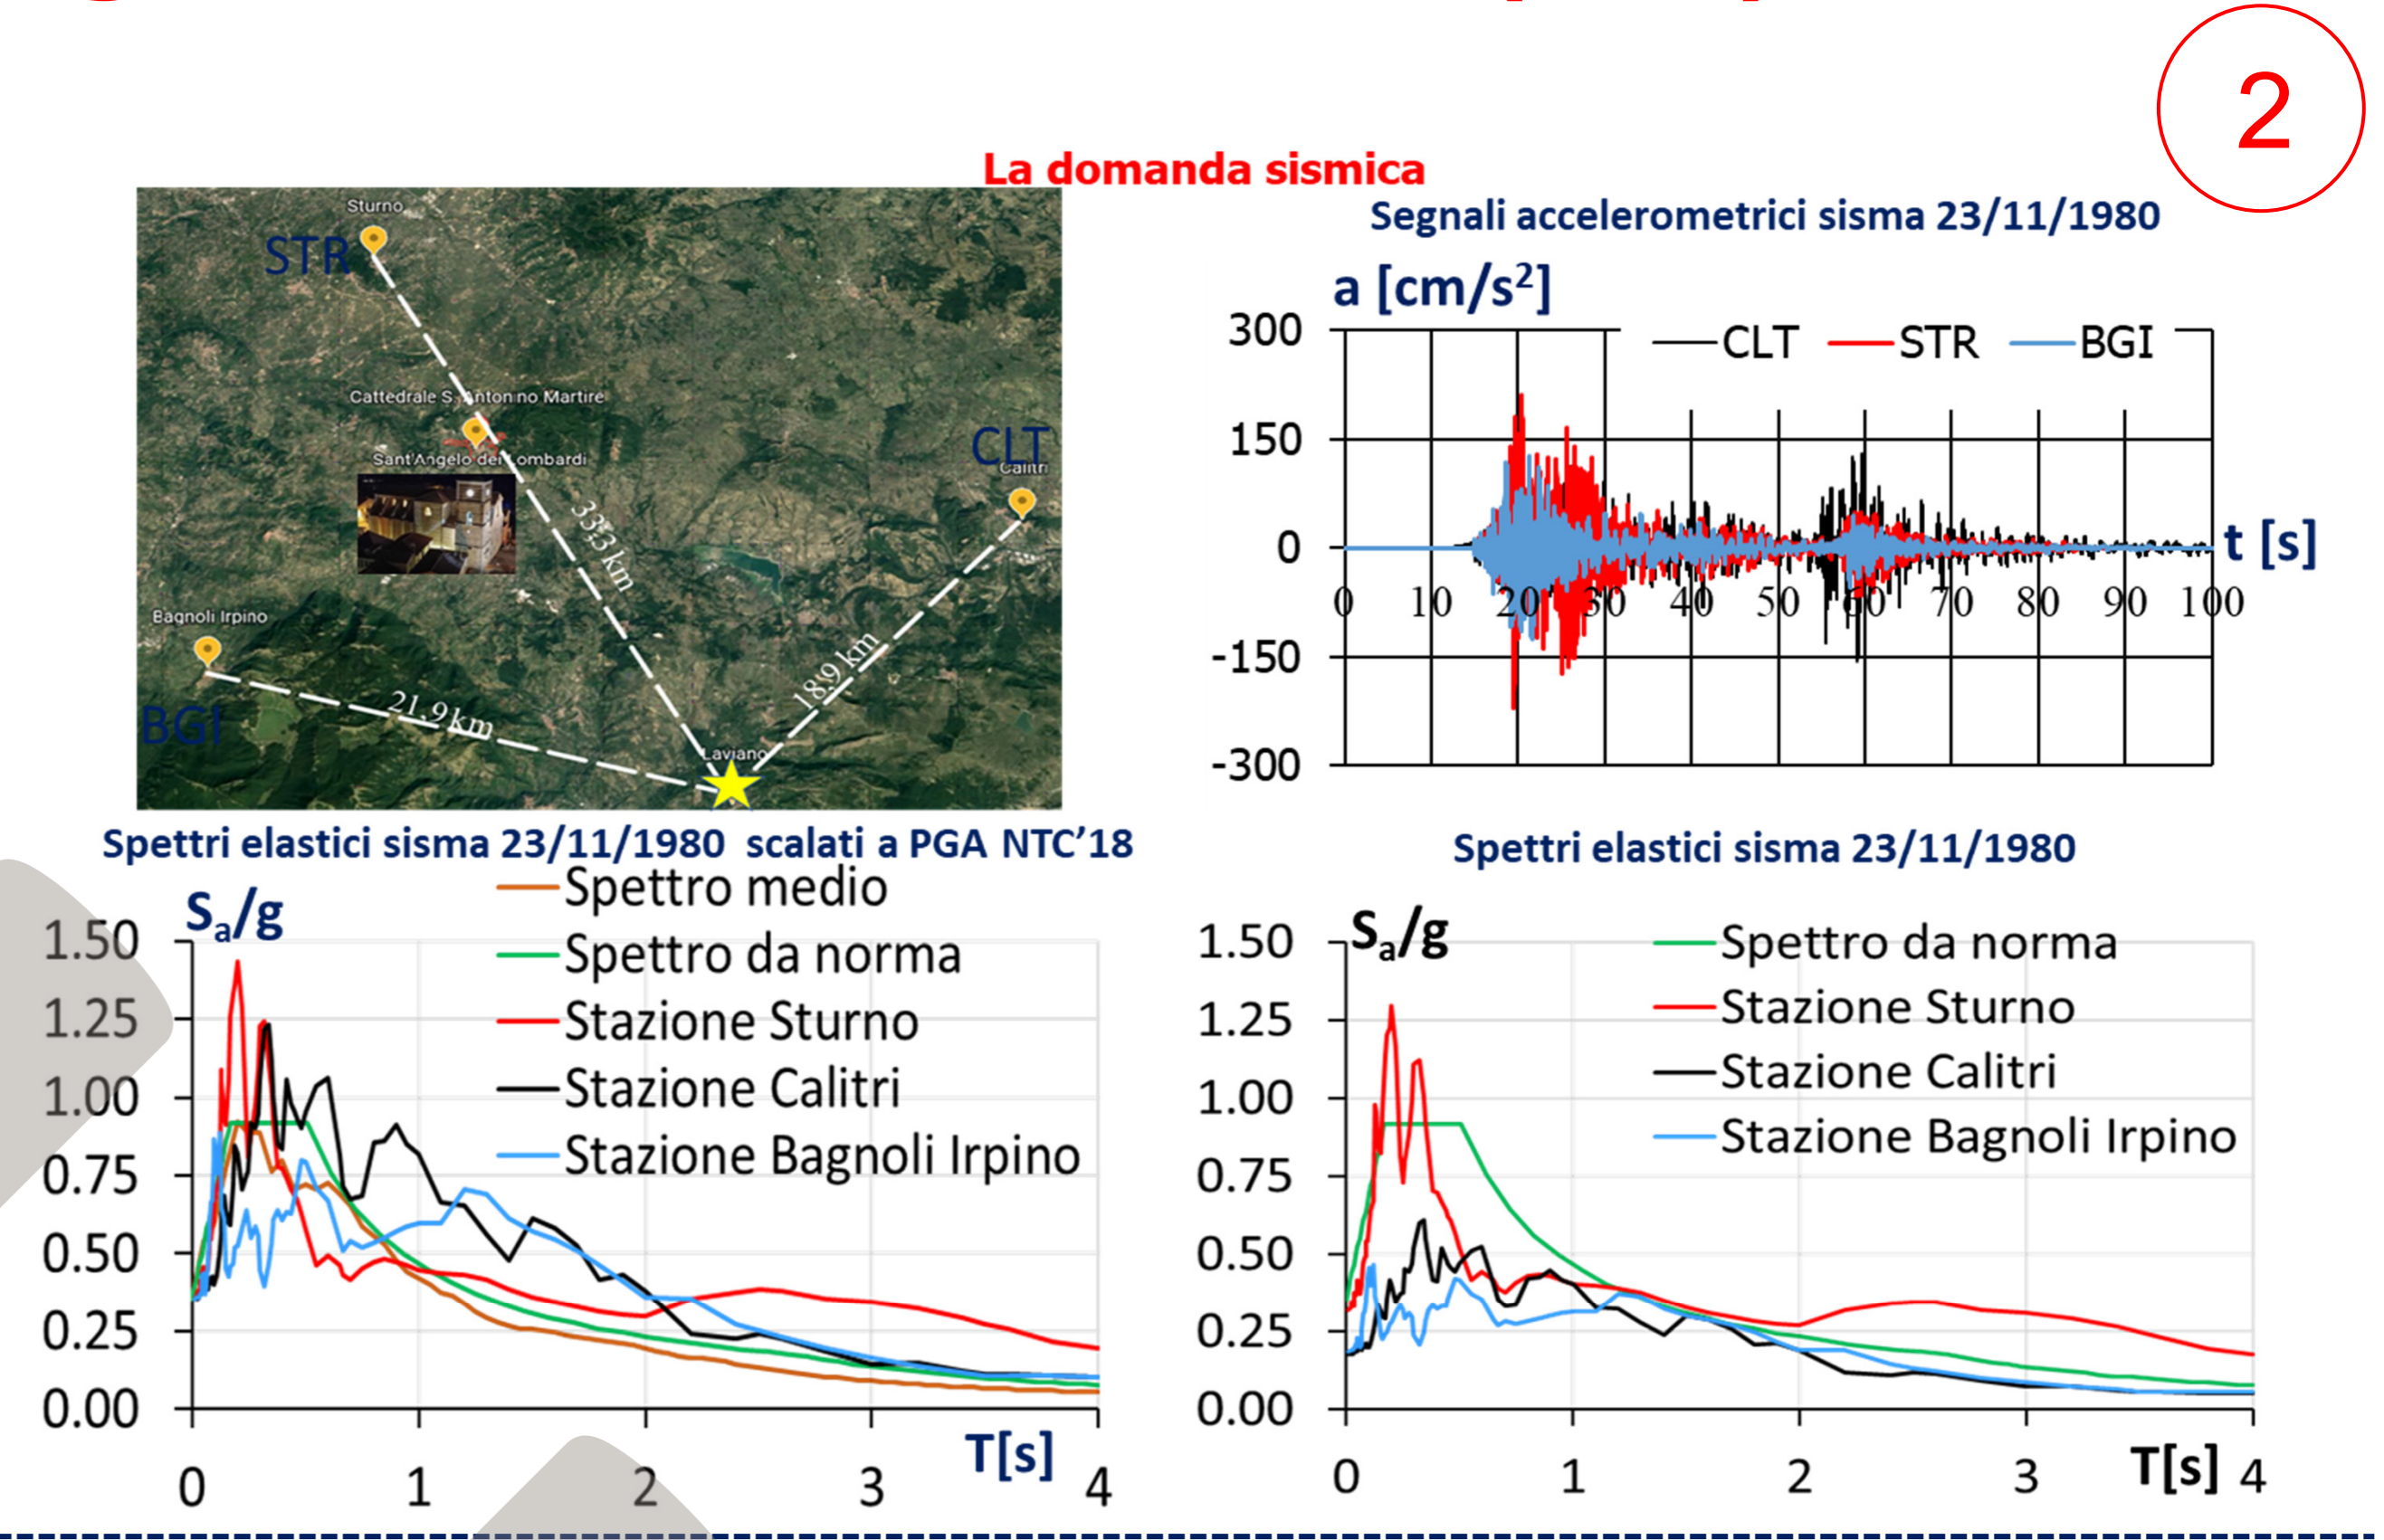 2
La domanda sismica
Sturno
STR
Cattedrale S. Antonino Martire
Sant'Angelo dei Lombardi
CLT
Calitri
33,3 km
Bagnoli Irpino
BGI
21,9 km
18,9 km
Laviano
Segnali accelerometrici sisma 23/11/1980
a [cm/s²]
CLT STR BGI
300
150
0
-150
-300
0 10 20 30 40 50 60 70 80 90 100
t [s]
Spettri elastici sisma 23/11/1980 scalati a PGA NTC'18
Sa/g
Spettro medio
Spettro da norma
Stazione Sturno
Stazione Calitri
Stazione Bagnoli Irpino
1.50
1.25
1.00
0.75
0.50
0.25
0.00
0 1 2 3 4
T[s]
Spettri elastici sisma 23/11/1980
Sa/g
Spettro da norma
Stazione Sturno
Stazione Calitri
Stazione Bagnoli Irpino
1.50
1.25
1.00
0.75
0.50
0.25
0.00
0 1 2 3 4
T[s]